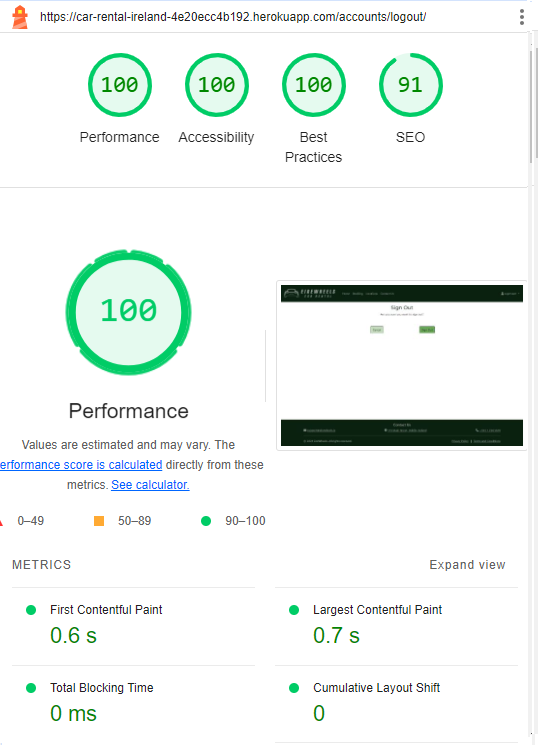 https://car-rental-ireland-4e20ecc4b192.herokuapp.com/accounts/logout/
100
100
100
91
Performance
Accessibility
Best
Practices
SEO
100
Performance
Values are estimated and may vary. The
erformance score is calculated directly from these
metrics. See calculator.
0–49
50–89
90–100
Sign Out
METRICS
Expand view
First Contentful Paint
0.6 s
Largest Contentful Paint
0.7 s
Total Blocking Time
0 ms
Cumulative Layout Shift
0